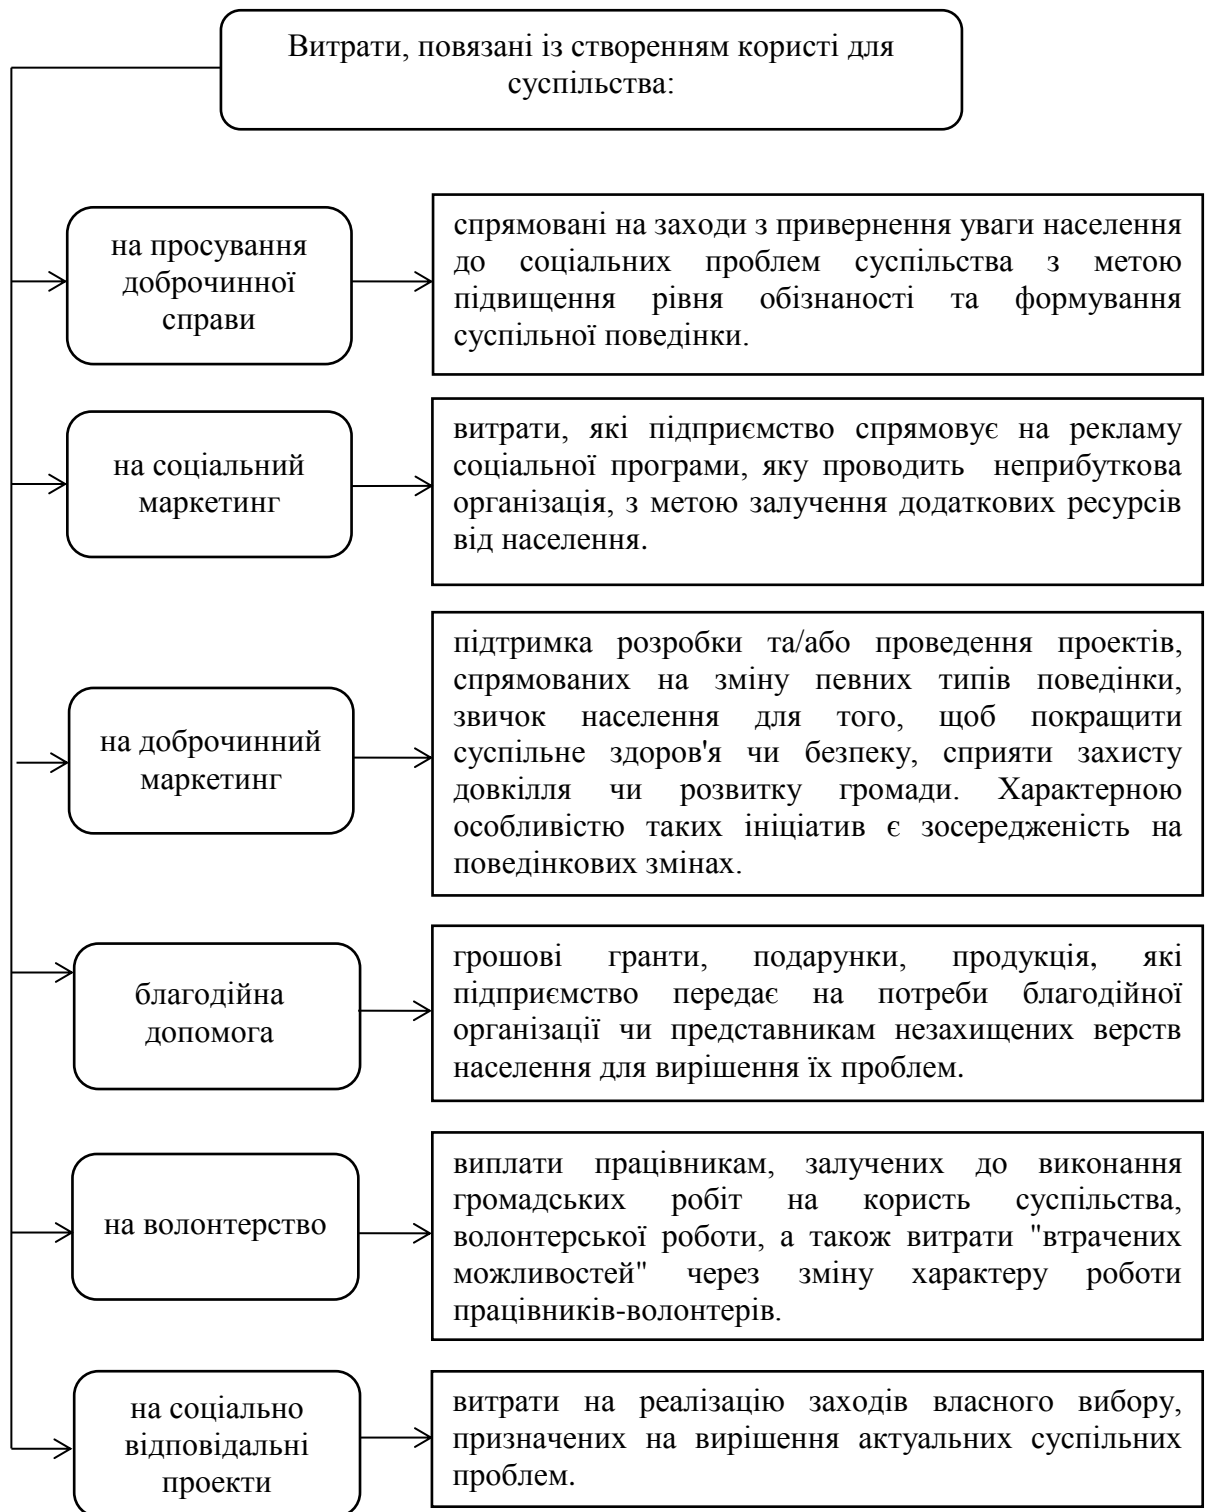 Витрати, повязані із створенням користі для
суспільства:
на просування
доброчинної
справи
спрямовані на заходи з привернення уваги населення
до соціальних проблем суспільства з метою
підвищення рівня обізнаності та формування
суспільної поведінки.
на соціальний
маркетинг
витрати, які підприємство спрямовує на рекламу
соціальної програми, яку проводить неприбуткова
організація, з метою залучення додаткових ресурсів
від населення.
на доброчинний
маркетинг
підтримка розробки та/або проведення проектів,
спрямованих на зміну певних типів поведінки,
звичок населення для того, щоб покращити
суспільне здоров'я чи безпеку, сприяти захисту
довкілля чи розвитку громади. Характерною
особливістю таких ініціатив є зосередженість на
поведінкових змінах.
благодійна
допомога
грошові гранти, подарунки, продукція, які
підприємство передає на потреби благодійної
організації чи представникам незахищених верств
населення для вирішення їх проблем.
на волонтерство
виплати працівникам, залучених до виконання
громадських робіт на користь суспільства,
волонтерської роботи, а також витрати "втрачених
можливостей" через зміну характеру роботи
працівників-волонтерів.
на соціально
відповідальні
проекти
витрати на реалізацію заходів власного вибору,
призначених на вирішення актуальних суспільних
проблем.